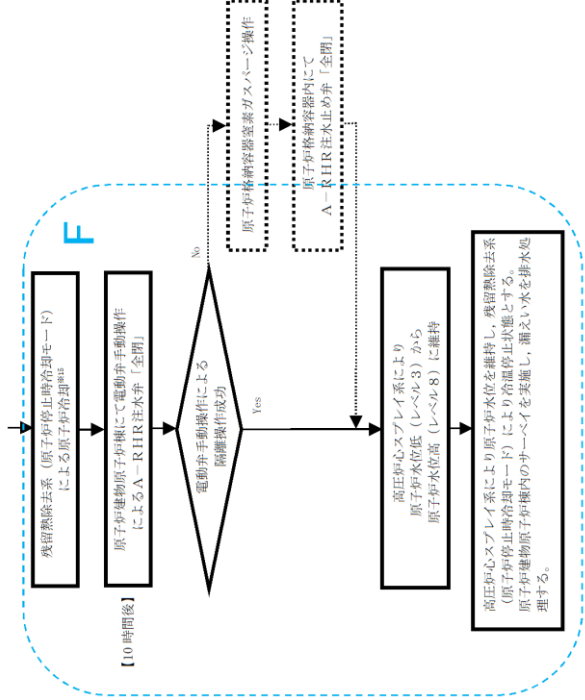 F
残留熱除去系（原子炉停止時冷却モード）
による原子炉冷却※15
【10 時間後】
原子炉建物原子炉棟にて電動弁手動操作
によるA－RHR注水弁「全閉」
電動弁手動操作による
隔離操作成功
No
Yes
原子炉格納容器窒素ガスパージ操作
原子炉格納容器内にて
A－RHR注水止め弁「全閉」
高圧炉心スプレイ系により
原子炉水位低（レベル３）から
原子炉水位高（レベル８）に維持
高圧炉心スプレイ系により原子炉水位を維持し，残留熱除去系
（原子炉停止時冷却モード）により冷温停止状態とする。
原子炉建物原子炉棟内のサーベイを実施し，漏えい水を排水処
理する。